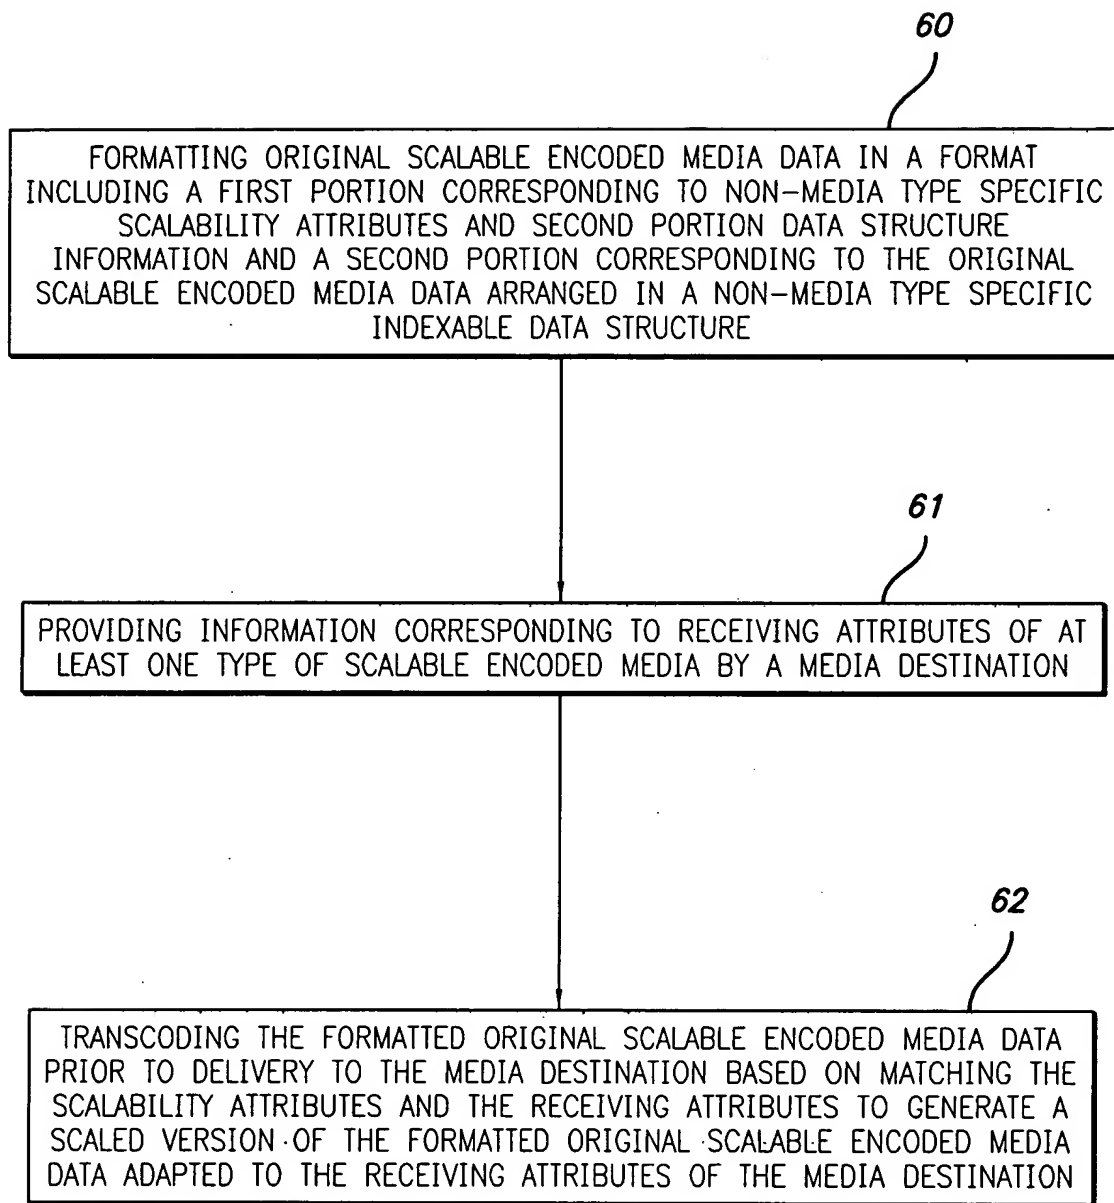 60
FORMATTING ORIGINAL SCALABLE ENCODED MEDIA DATA IN A FORMAT
INCLUDING A FIRST PORTION CORRESPONDING TO NON-MEDIA TYPE SPECIFIC
SCALABILITY ATTRIBUTES AND SECOND PORTION DATA STRUCTURE
INFORMATION AND A SECOND PORTION CORRESPONDING TO THE ORIGINAL
SCALABLE ENCODED MEDIA DATA ARRANGED IN A NON-MEDIA TYPE SPECIFIC
INDEXABLE DATA STRUCTURE
61
PROVIDING INFORMATION CORRESPONDING TO RECEIVING ATTRIBUTES OF AT
LEAST ONE TYPE OF SCALABLE ENCODED MEDIA BY A MEDIA DESTINATION
62
TRANSCODING THE FORMATTED ORIGINAL SCALABLE ENCODED MEDIA DATA
PRIOR TO DELIVERY TO THE MEDIA DESTINATION BASED ON MATCHING THE
SCALABILITY ATTRIBUTES AND THE RECEIVING ATTRIBUTES TO GENERATE A
SCALED VERSION OF THE FORMATTED ORIGINAL SCALABLE ENCODED MEDIA
DATA ADAPTED TO THE RECEIVING ATTRIBUTES OF THE MEDIA DESTINATION